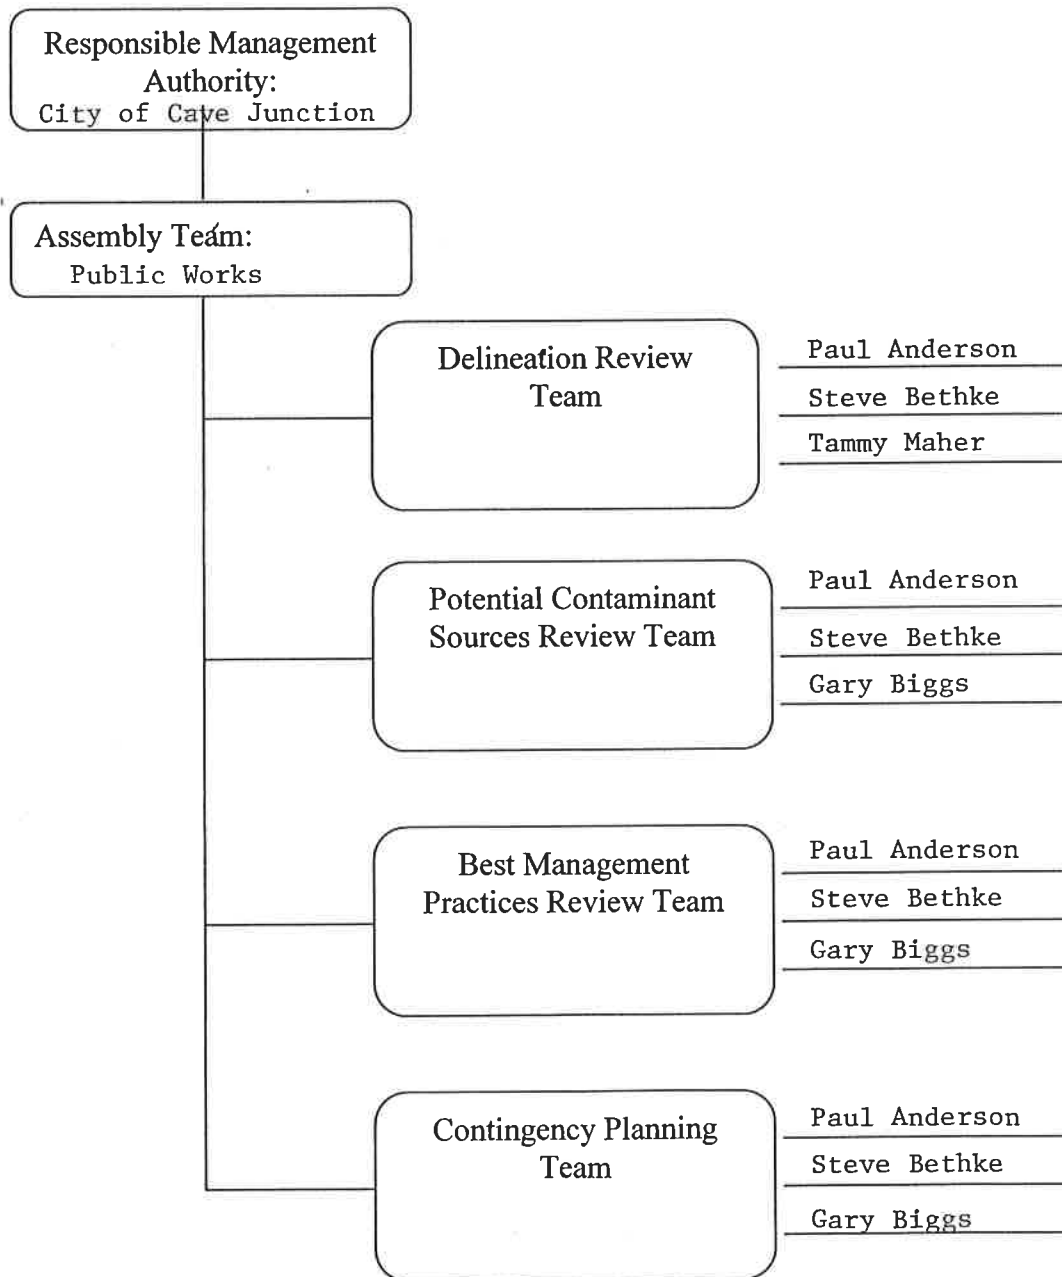 Responsible Management
Authority:
City of Cave Junction
Assembly Team:
Public Works
Delineation Review
Team
Paul Anderson
Steve Bethke
Tammy Maher
Potential Contaminant
Sources Review Team
Paul Anderson
Steve Bethke
Gary Biggs
Best Management
Practices Review Team
Paul Anderson
Steve Bethke
Gary Biggs
Contingency Planning
Team
Paul Anderson
Steve Bethke
Gary Biggs